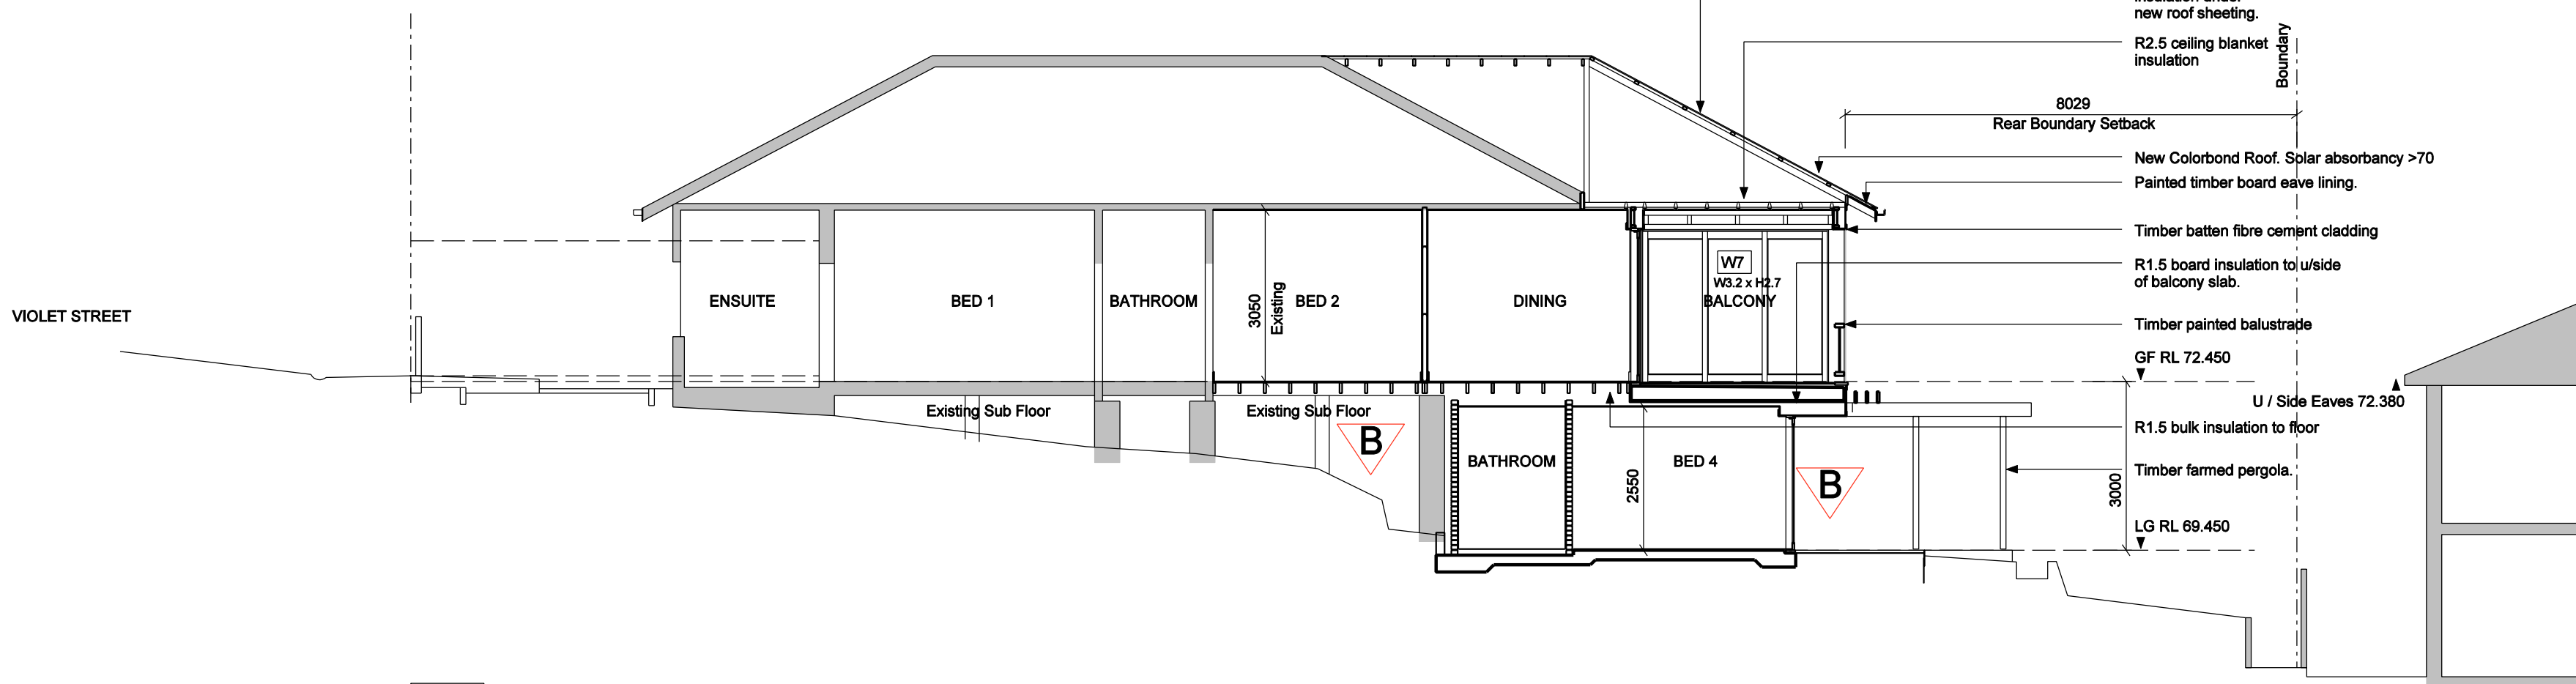 new roof sheeting.
R2.5 ceiling blanket
insulation
Boundary
8029
Rear Boundary Setback
New Colorbond Roof. Solar absorbancy >70
Painted timber board eave lining.
Timber batten fibre cement cladding
R1.5 board insulation to u/side
of balcony slab.
W7
W3.2 x H2.7
ENSUITE
BED 1
BATHROOM
3050
Existing
BED 2
DINING
BALCONY
VIOLET STREET
Timber painted balustrade
GF RL 72.450
U / Side Eaves 72.380
Existing Sub Floor
Existing Sub Floor
R1.5 bulk insulation to floor
B
BATHROOM
2550
BED 4
B
Timber farmed pergola.
3000
LG RL 69.450